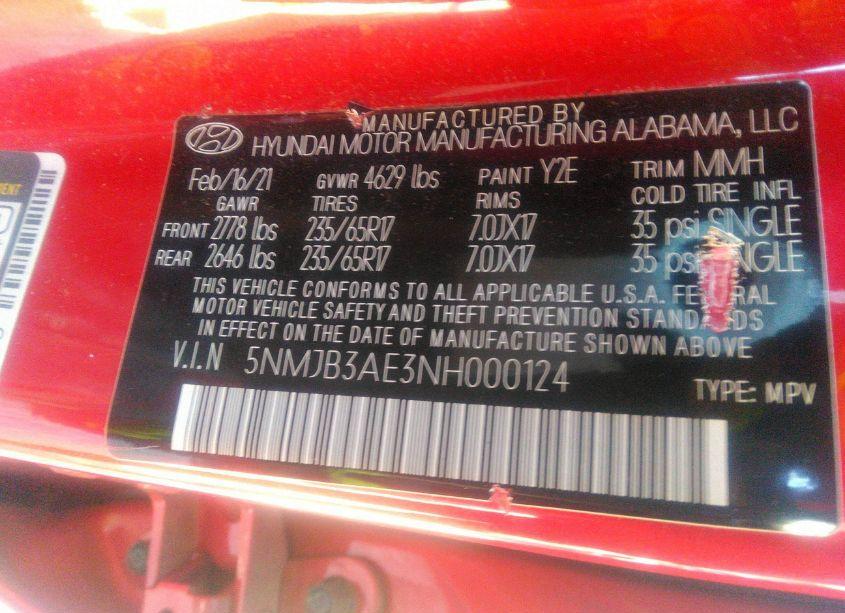 MANUFACTURED BY
HYUNDAI MOTOR MANUFACTURING ALABAMA, LLC
Feb/16/21 GVWR 4629 lbs PAINT Y2E TRIM MMH
GAWR TIRES RIMS COLD TIRE INFL
FRONT 2778 lbs 235/65R17 7.0JX17 35 psi SINGLE
REAR 2646 lbs 235/65R17 7.0JX17 35
THIS VEHICLE CONFORMS TO ALL APPLICABLE U.S.A.
MOTOR VEHICLE SAFETY AND THEFT PREVENTION
IN EFFECT ON THE DATE OF MANUFACTURE SHOWN ABOVE
V.I.N 5NMJB3AE3NH000124
TYPE: MPV